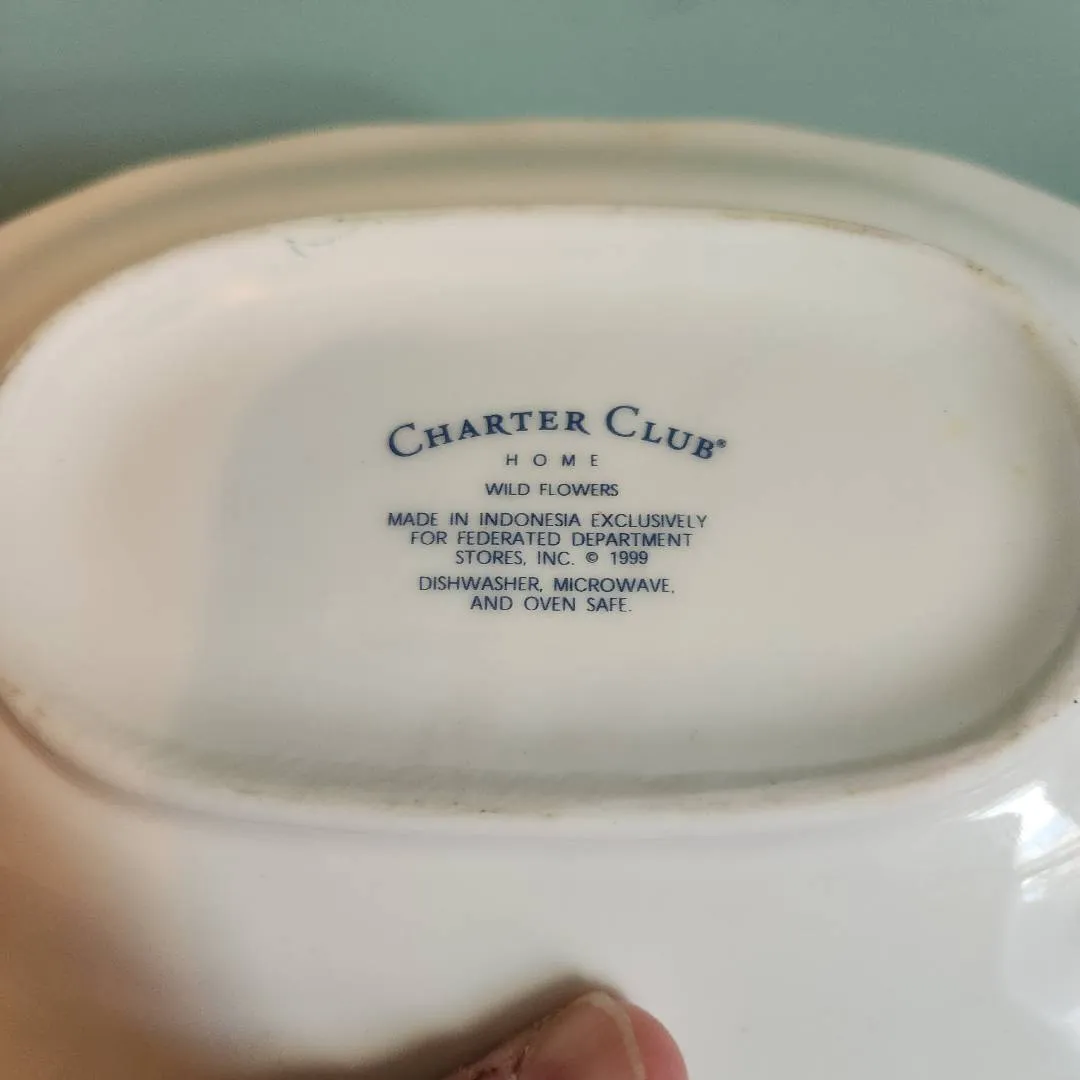 CHARTER CLUB®
HOME
WILD FLOWERS
MADE IN INDONESIA EXCLUSIVELY
FOR FEDERATED DEPARTMENT
STORES, INC. © 1999
DISHWASHER, MICROWAVE,
AND OVEN SAFE.